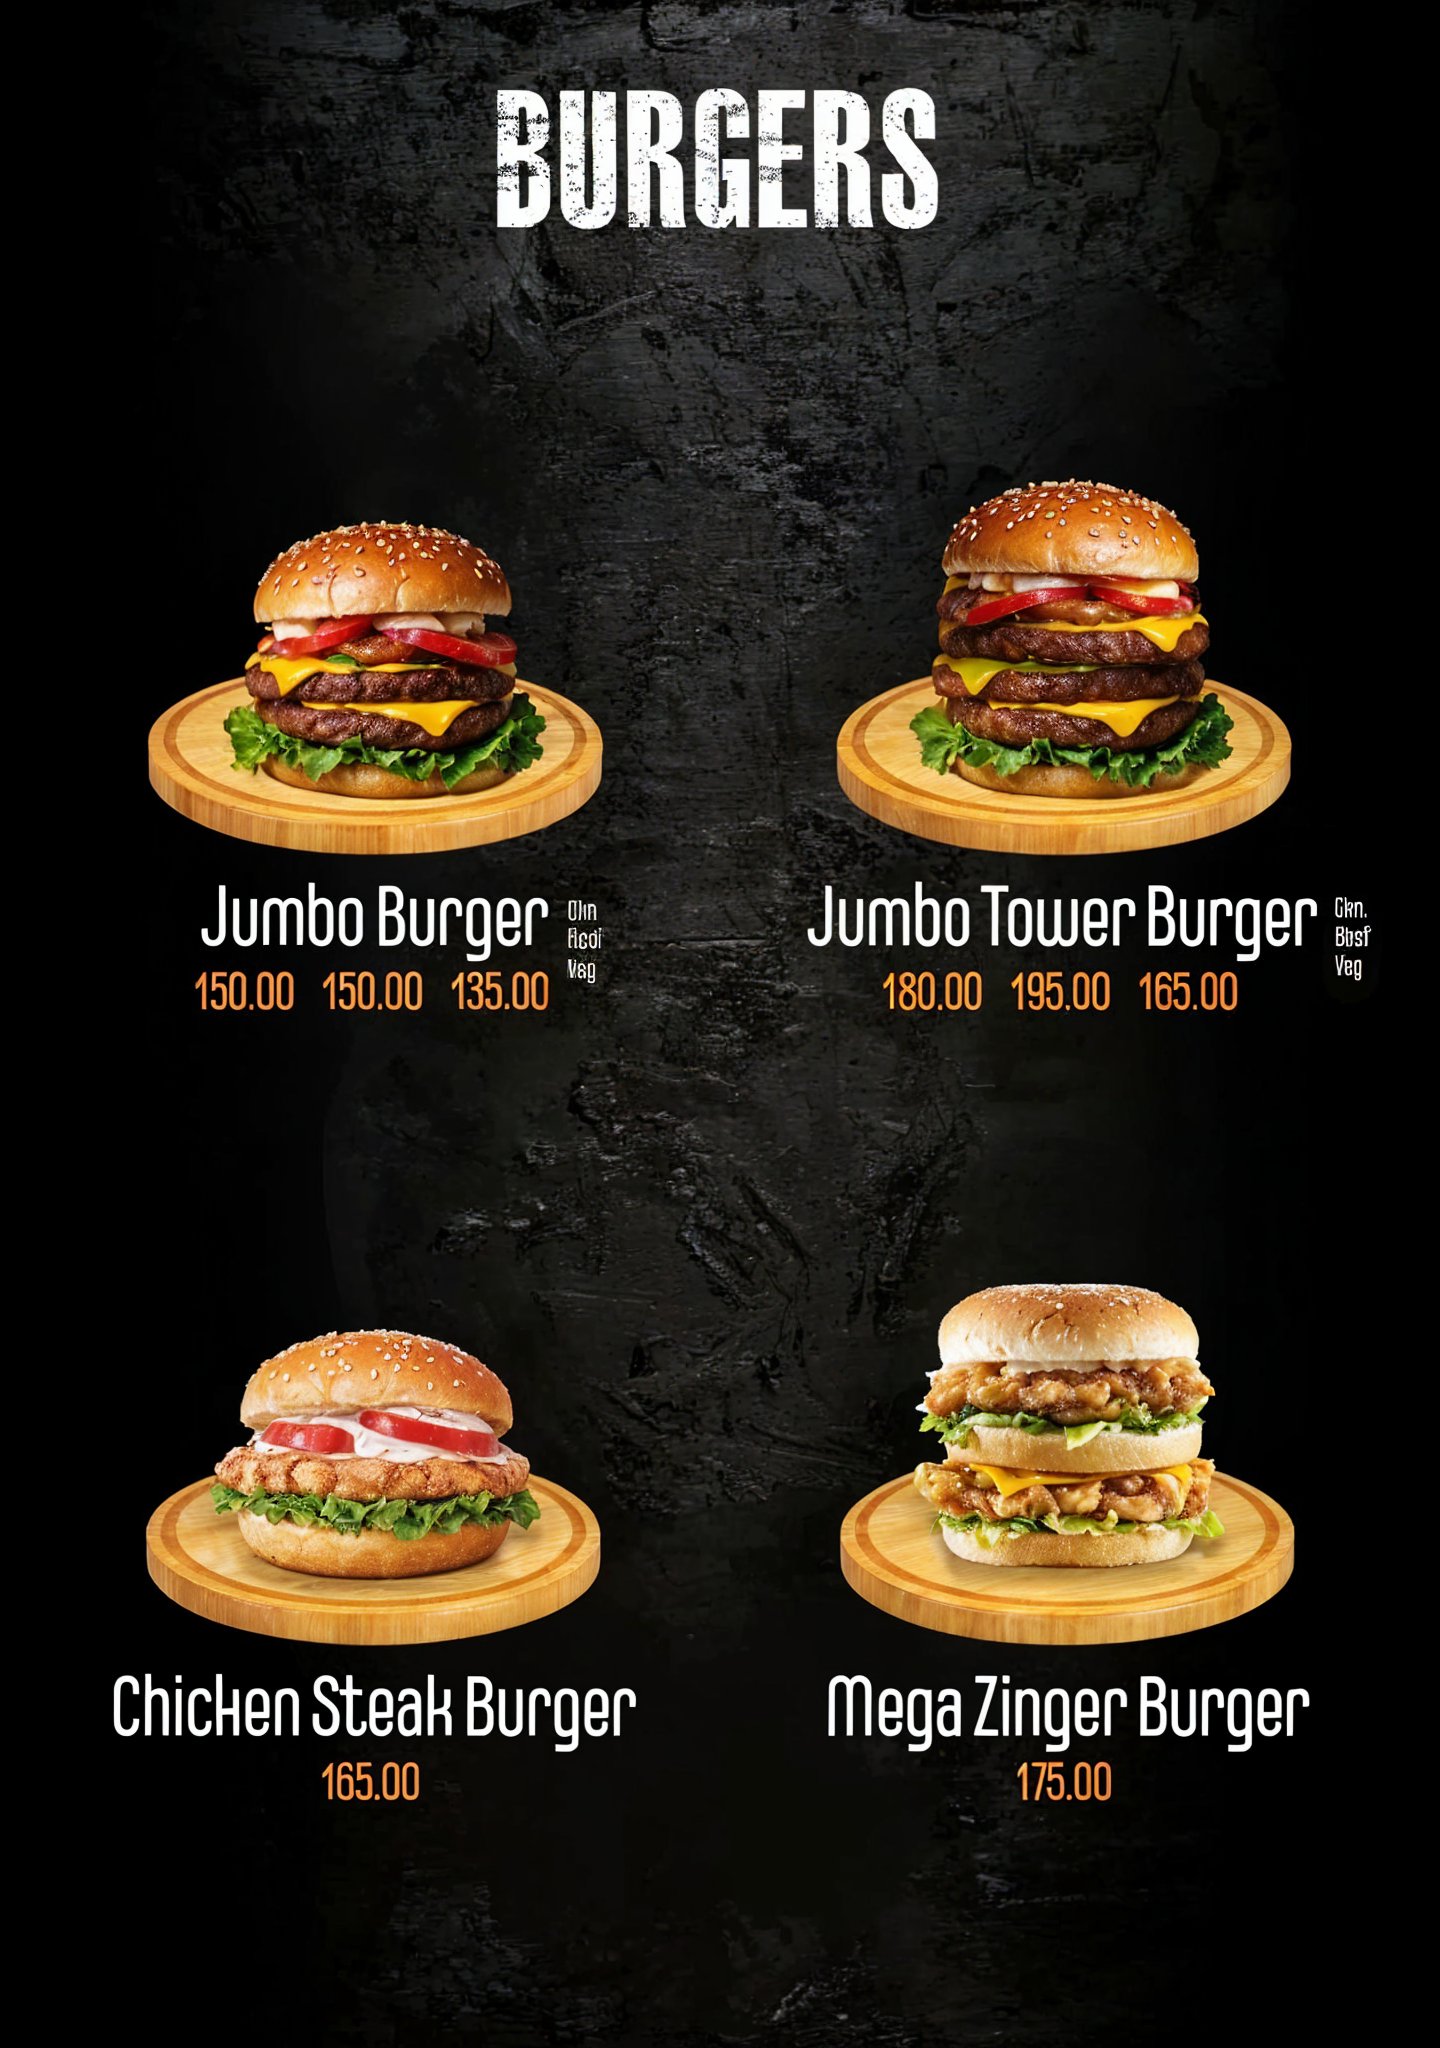 BURGERS
Jumbo Burger
Veg
150.00 150.00 135.00
Jumbo Tower Burger
Ckn.
Veg
180.00 195.00 165.00
Chicken Steak Burger
165.00
Mega Zinger Burger
175.00